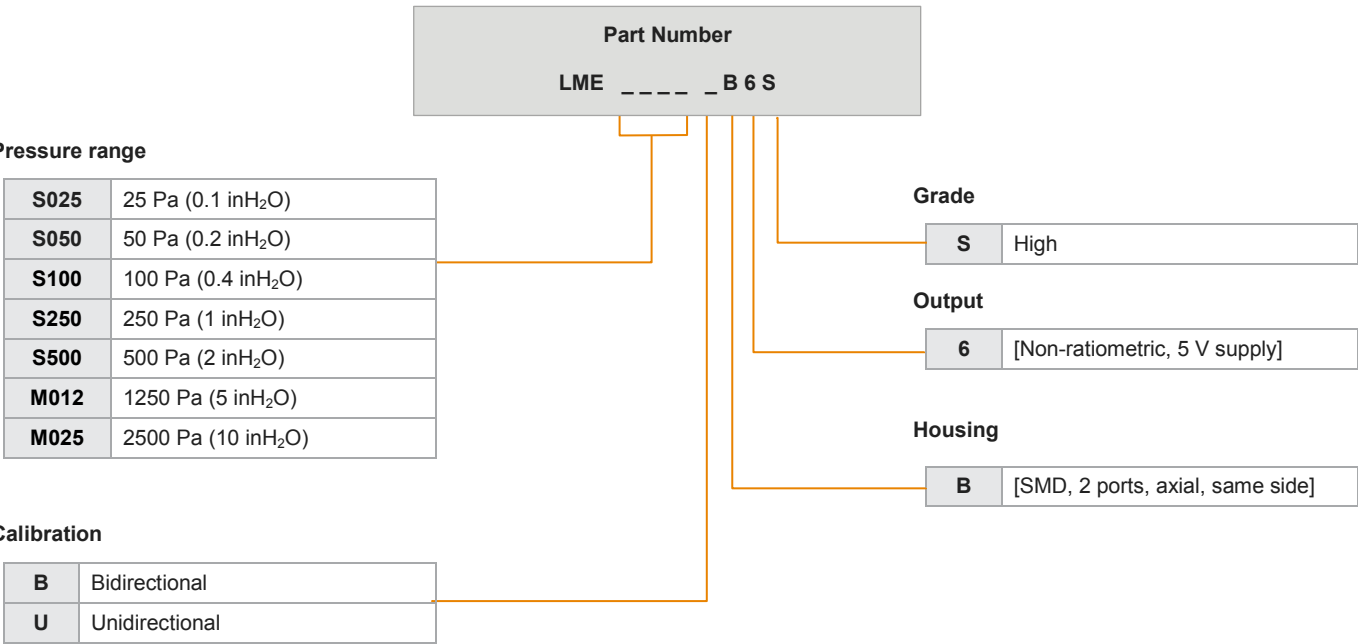 Part Number
LME _ _ _ _ _ B 6 S
Pressure range
S025 25 Pa (0.1 inH₂O)
S050 50 Pa (0.2 inH₂O)
S100 100 Pa (0.4 inH₂O)
S250 250 Pa (1 inH₂O)
S500 500 Pa (2 inH₂O)
M012 1250 Pa (5 inH₂O)
M025 2500 Pa (10 inH₂O)
Calibration
B Bidirectional
U Unidirectional
Grade
S High
Output
6 [Non-ratiometric, 5 V supply]
Housing
B [SMD, 2 ports, axial, same side]